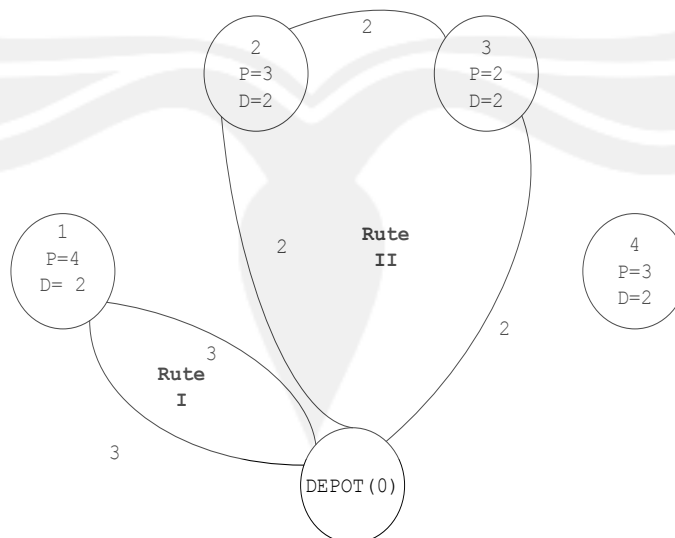 2
2
P=3
D=2
3
P=2
D=2
1
P=4
D= 2
2
Rute
II
4
P=3
D=2
3
Rute
I
2
3
DEPOT(0)